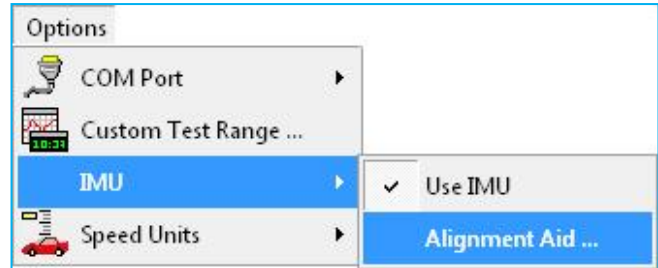 Options
COM Port
Custom Test Range ...
10:31
IMU
Use IMU
Speed Units
Alignment Aid ...